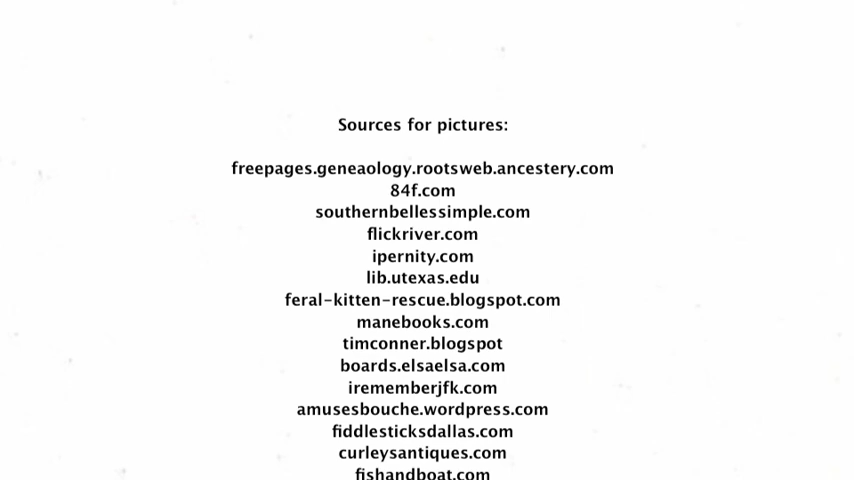 Sources for pictures:
freepages.geneaology.rootsweb.ancestery.com
84f.com
southernbellessimple.com
flickriver.com
ipernity.com
lib.utexas.edu
feral-kitten-rescue.blogspot.com
manebooks.com
timconner.blogspot
boards.elsaelsa.com
irememberjfk.com
amusesbouche.wordpress.com
fiddlesticksdallas.com
curleysantiques.com
fishandboat.com